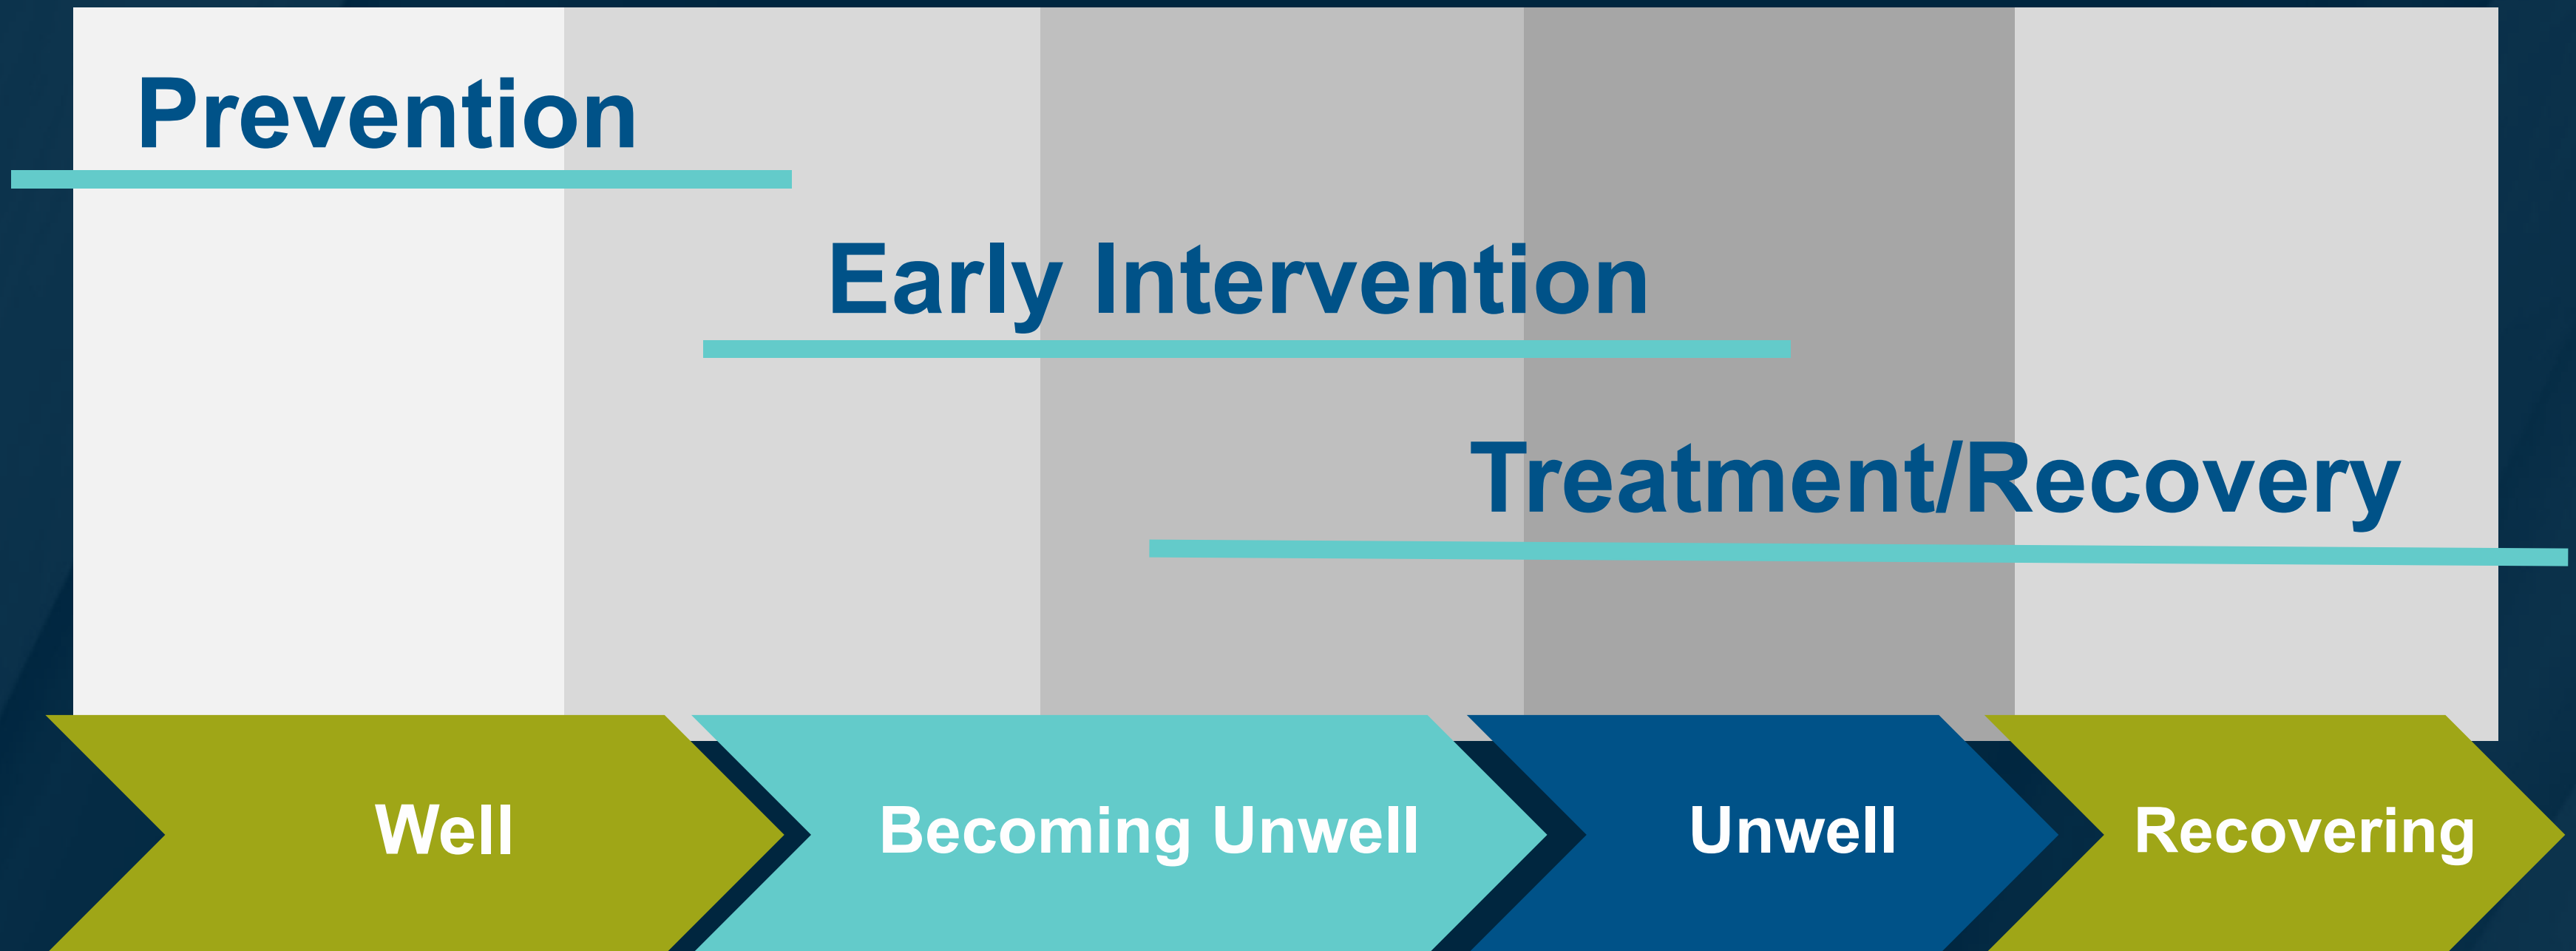 Prevention
Early Intervention
Treatment/Recovery
Well
Becoming Unwell
Unwell
Recovering